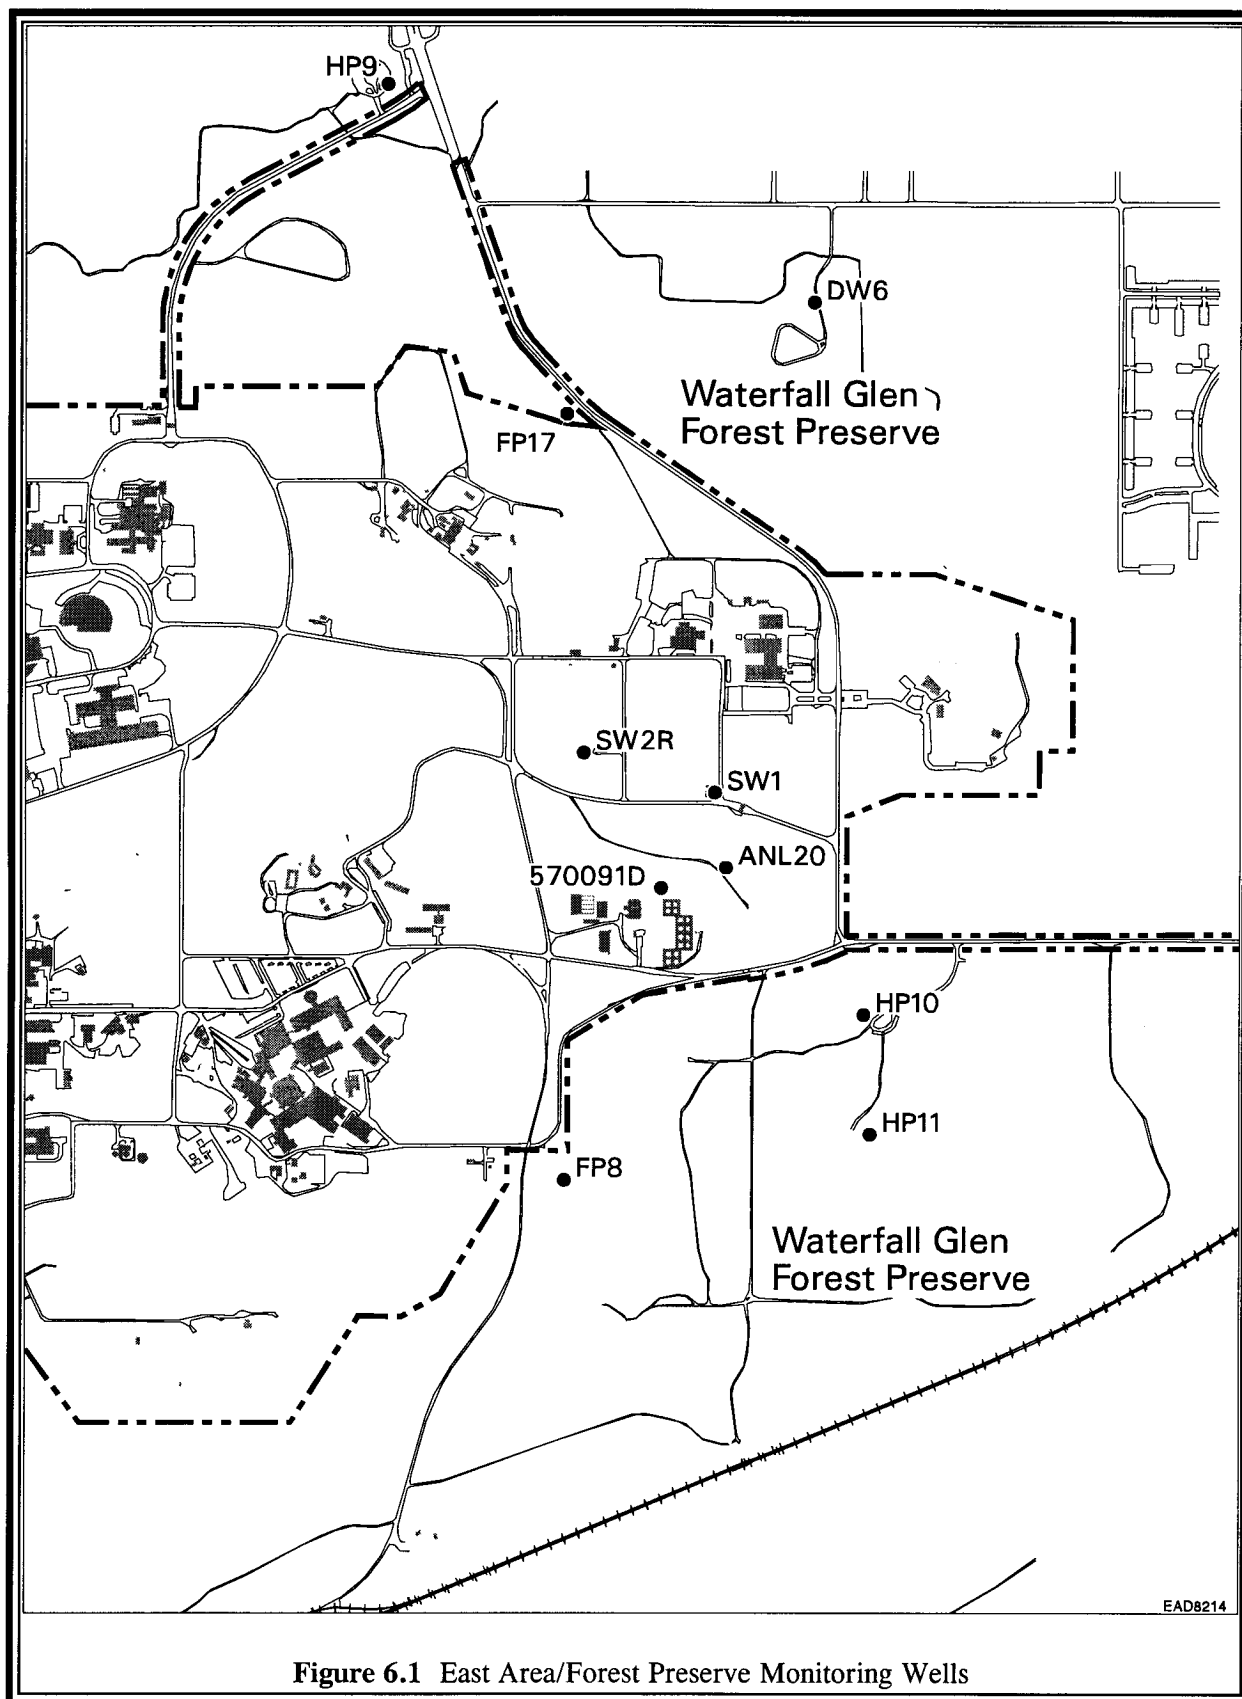 HP9
DW6
Waterfall Glen
Forest Preserve
FP17
SW2R
SW1
ANL20
570091D
HP10
HP11
FP8
Waterfall Glen
Forest Preserve
EAD8214
Figure 6.1 East Area/Forest Preserve Monitoring Wells